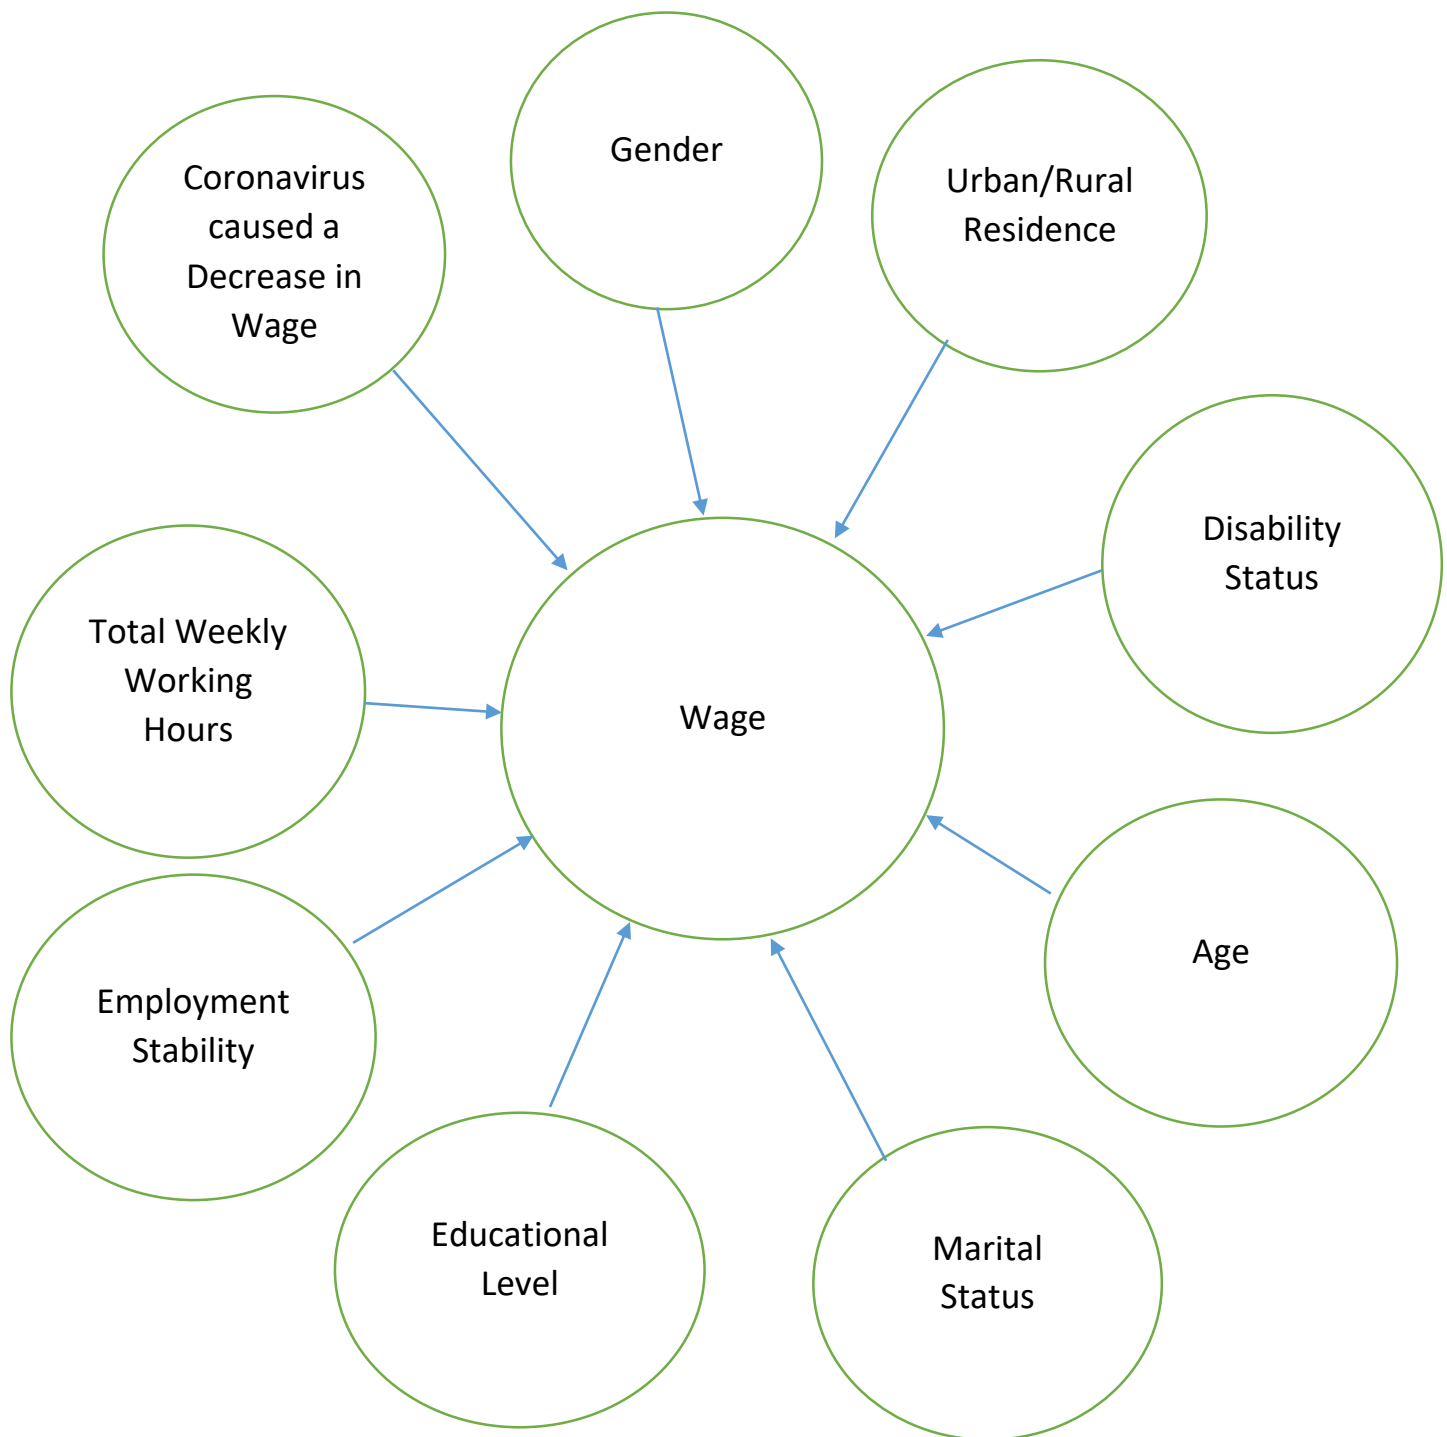 Gender
Coronavirus
caused a
Decrease in
Wage
Urban/Rural
Residence
Disability
Status
Total Weekly
Working
Hours
Wage
Age
Employment
Stability
Educational
Level
Marital
Status